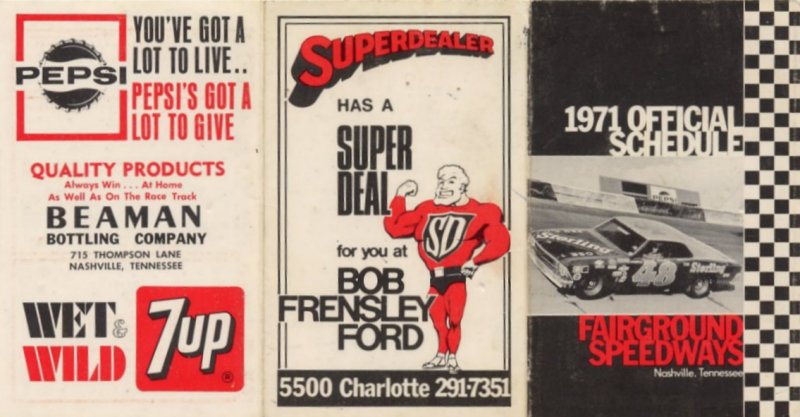 PEPSI
YOU'VE GOT A
LOT TO LIVE..
PEPSI'S GOT A
LOT TO GIVE
QUALITY PRODUCTS
Always Win . . . At Home
As Well As On The Race Track
BEAMAN
BOTTLING COMPANY
715 THOMPSON LANE
NASHVILLE, TENNESSEE
WET &
WILD
7up
®
SUPERDEALER
HAS A
SUPER
DEAL
SD
for you at
BOB
FRENSLEY
FORD
5500 Charlotte 291-7351
1971 OFFICIAL
SCHEDULE
PEPSI
Sterling
48
Sterling
FAIRGROUND
SPEEDWAYS
Nashville, Tennessee